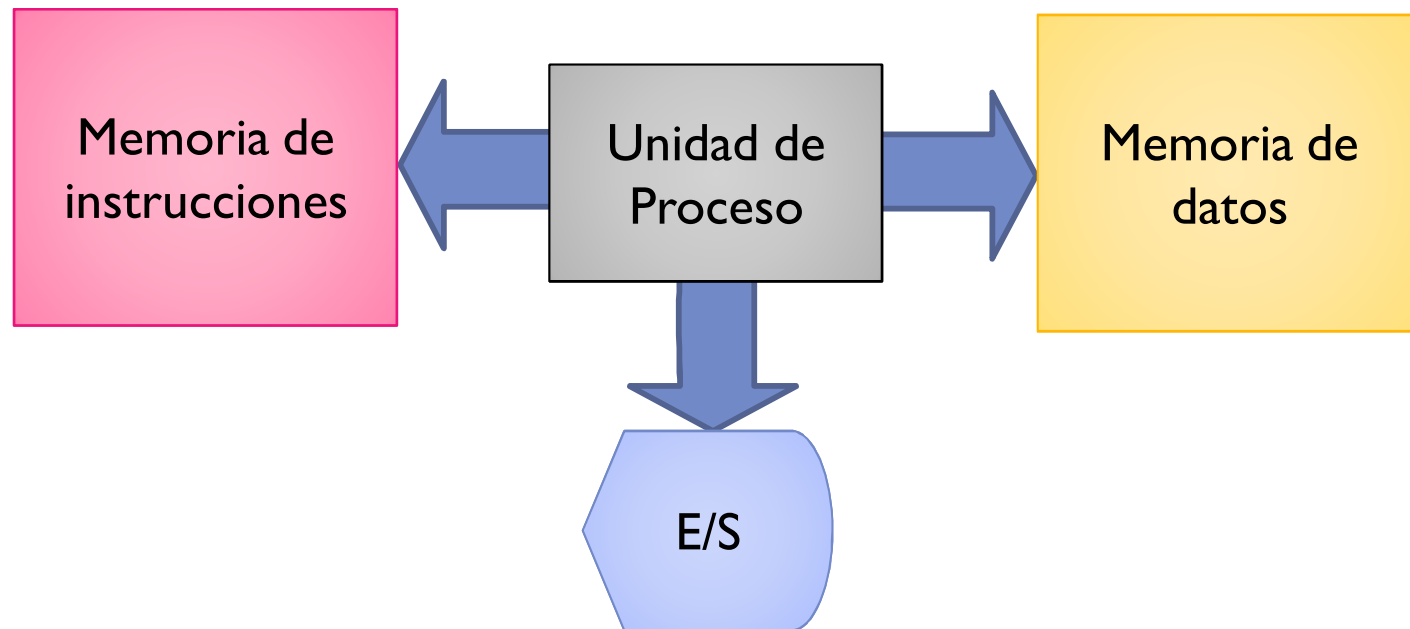 Memoria de
instrucciones
Unidad de
Proceso
Memoria de
datos
E/S